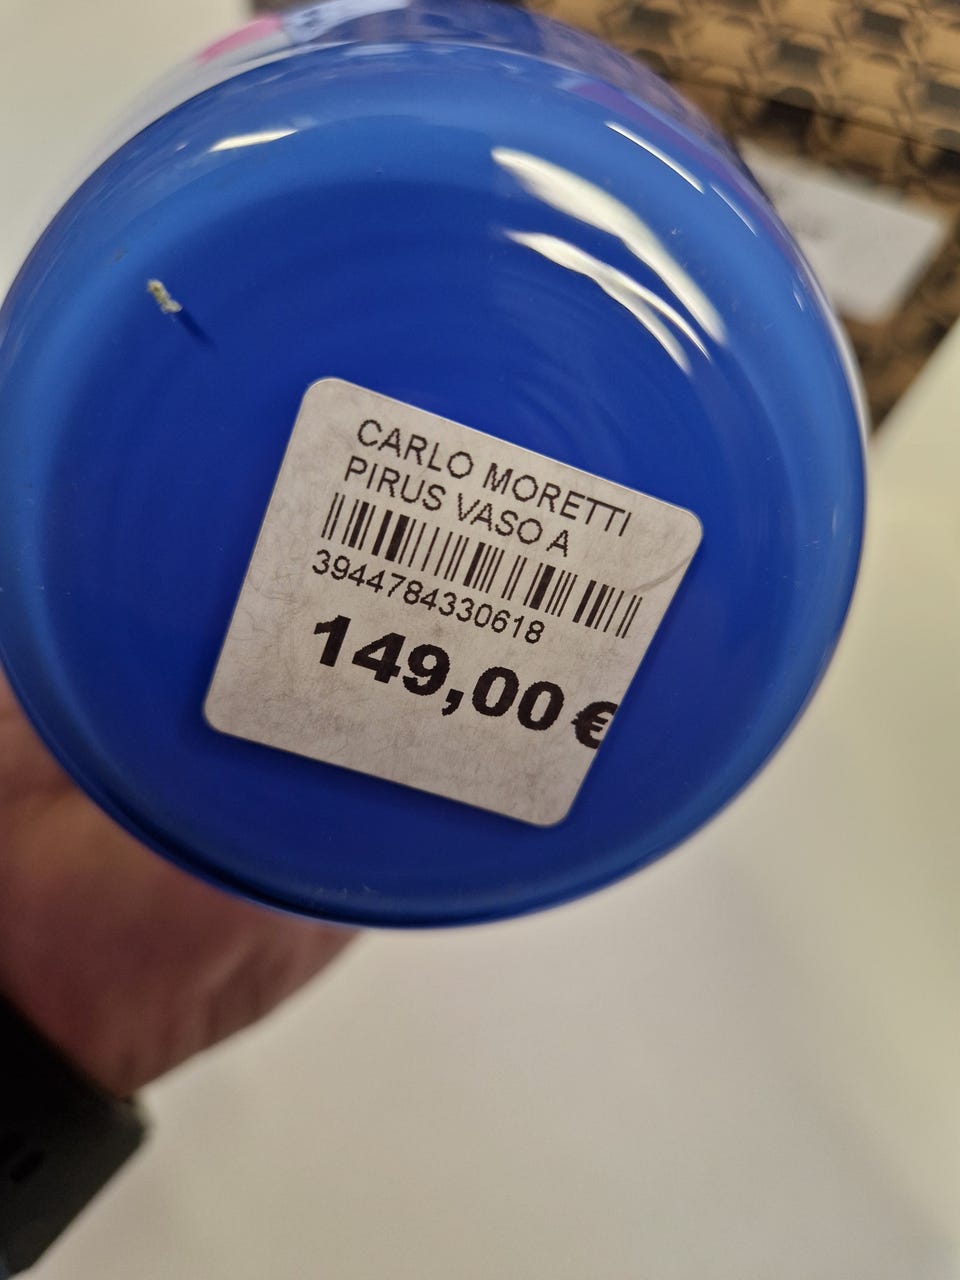 CARLO MORETTI
PIRUS VASO A
3944784330618
149,00 €